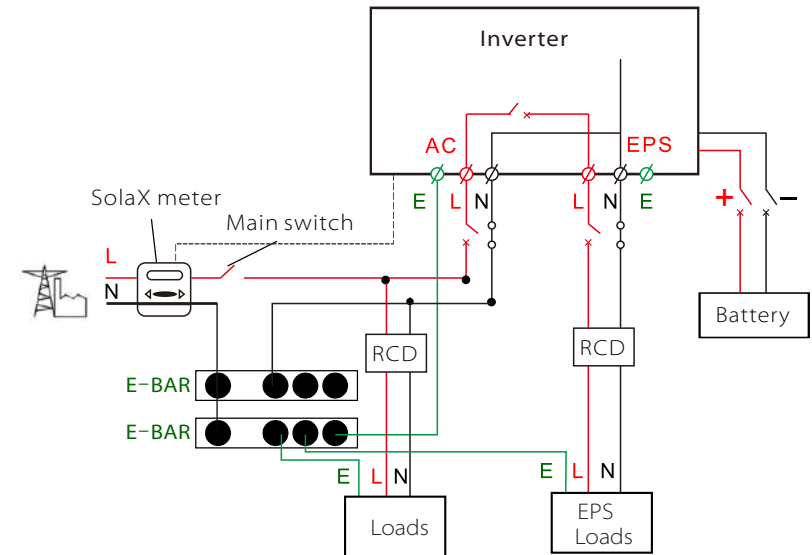 Inverter
AC
EPS
E
L
N
L
N
E
SolaX meter
Main switch
+
−
L
N
Battery
RCD
RCD
E-BAR
E-BAR
E
L
N
E
L
N
Loads
EPS
Loads